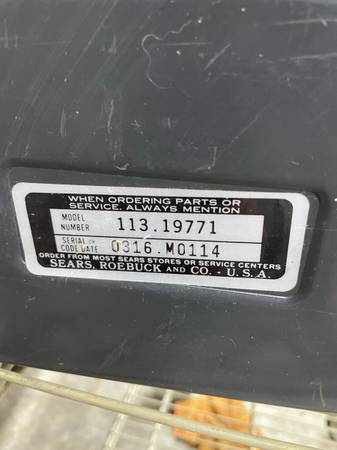 WHEN ORDERING PARTS OR
SERVICE, ALWAYS MENTION
MODEL
NUMBER
113.19771
SERIAL OR
CODE DATE
0316.M0114
ORDER FROM MOST SEARS STORES OR SERVICE CENTERS
SEARS, ROEBUCK AND CO. - U.S.A.